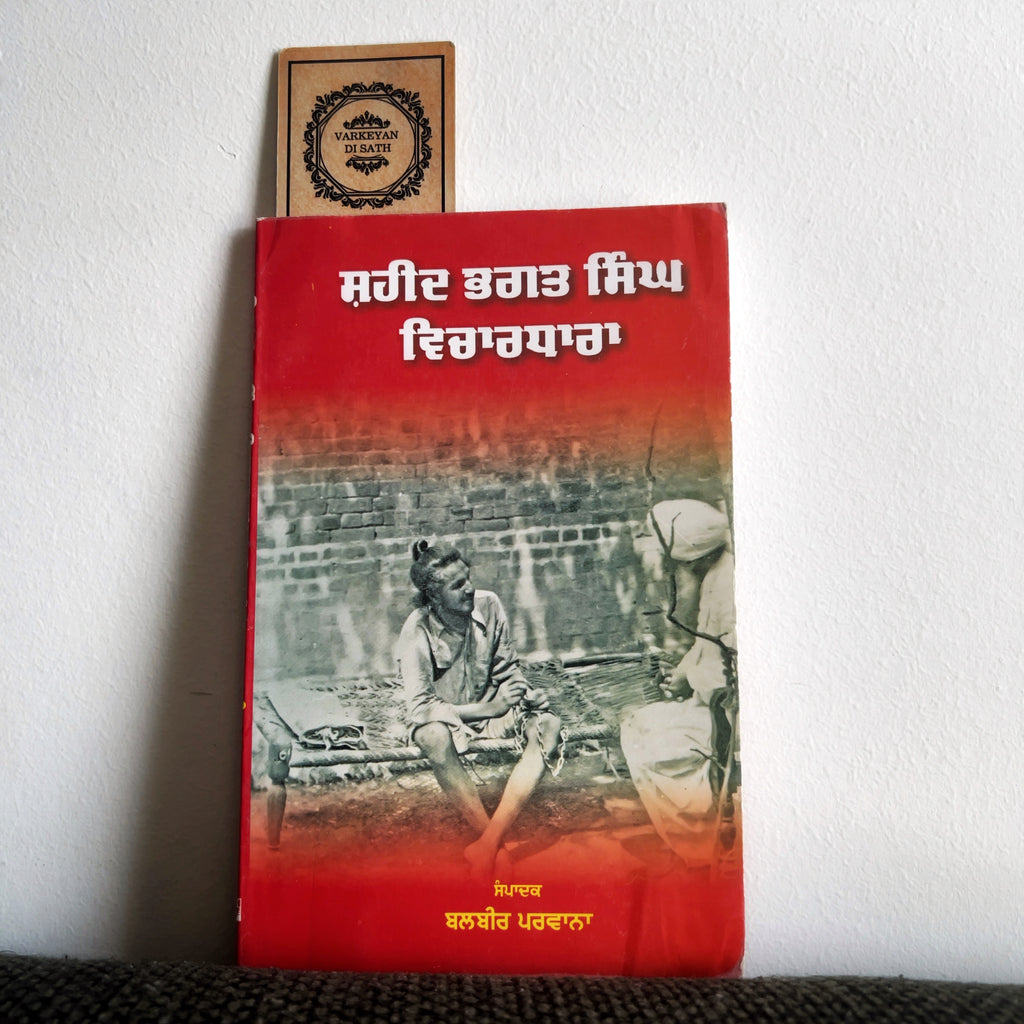 VARKEYAN
DI SATH
ਸ਼ਹੀਦ ਭਗਤ ਸਿੰਘ
ਵਿਚਾਰਧਾਰਾ
ਸੰਪਾਦਕ
ਬਲਬੀਰ ਪਰਵਾਨਾ